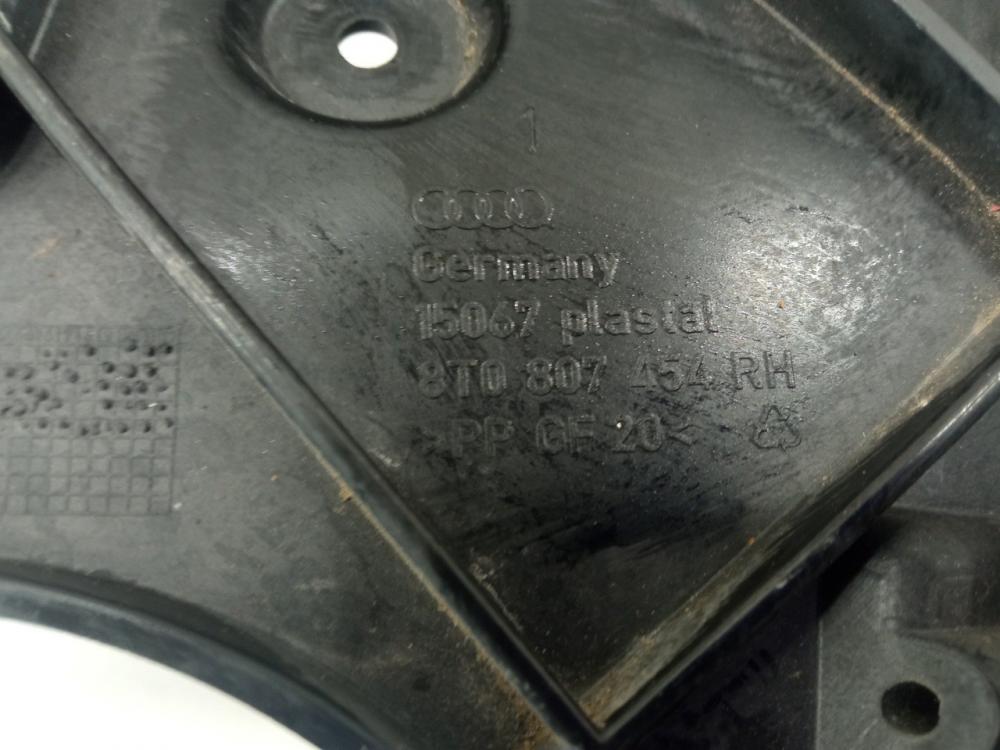 1
Germany
15067 plastal
8T0 807 454 RH
>PP GF 20<